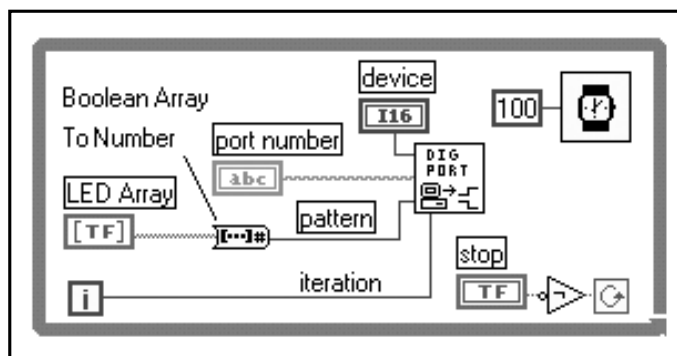 device
Boolean Array
I16
100
To Number
port number
DIG
PORT
abc
LED Array
[TF]
[...]#
pattern
stop
iteration
TF
i